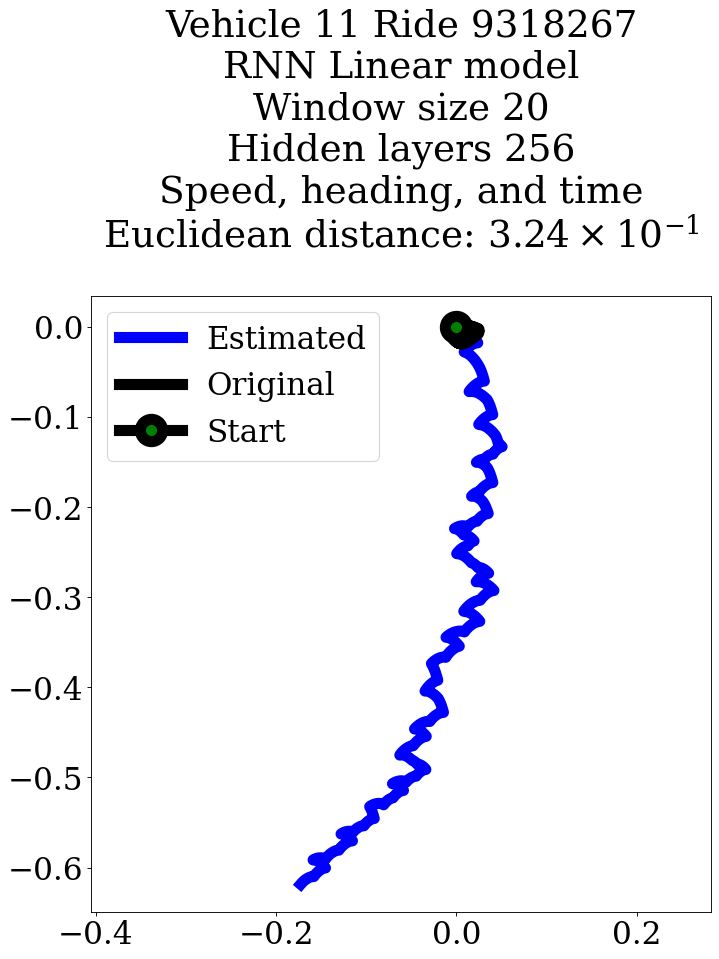 Vehicle 11 Ride 9318267
RNN Linear model
Window size 20
Hidden layers 256
Speed, heading, and time
Euclidean distance: 3.24 × 10⁻¹
Estimated
Original
Start
0.0
−0.1
−0.2
−0.3
−0.4
−0.5
−0.6
−0.4 −0.2 0.0 0.2